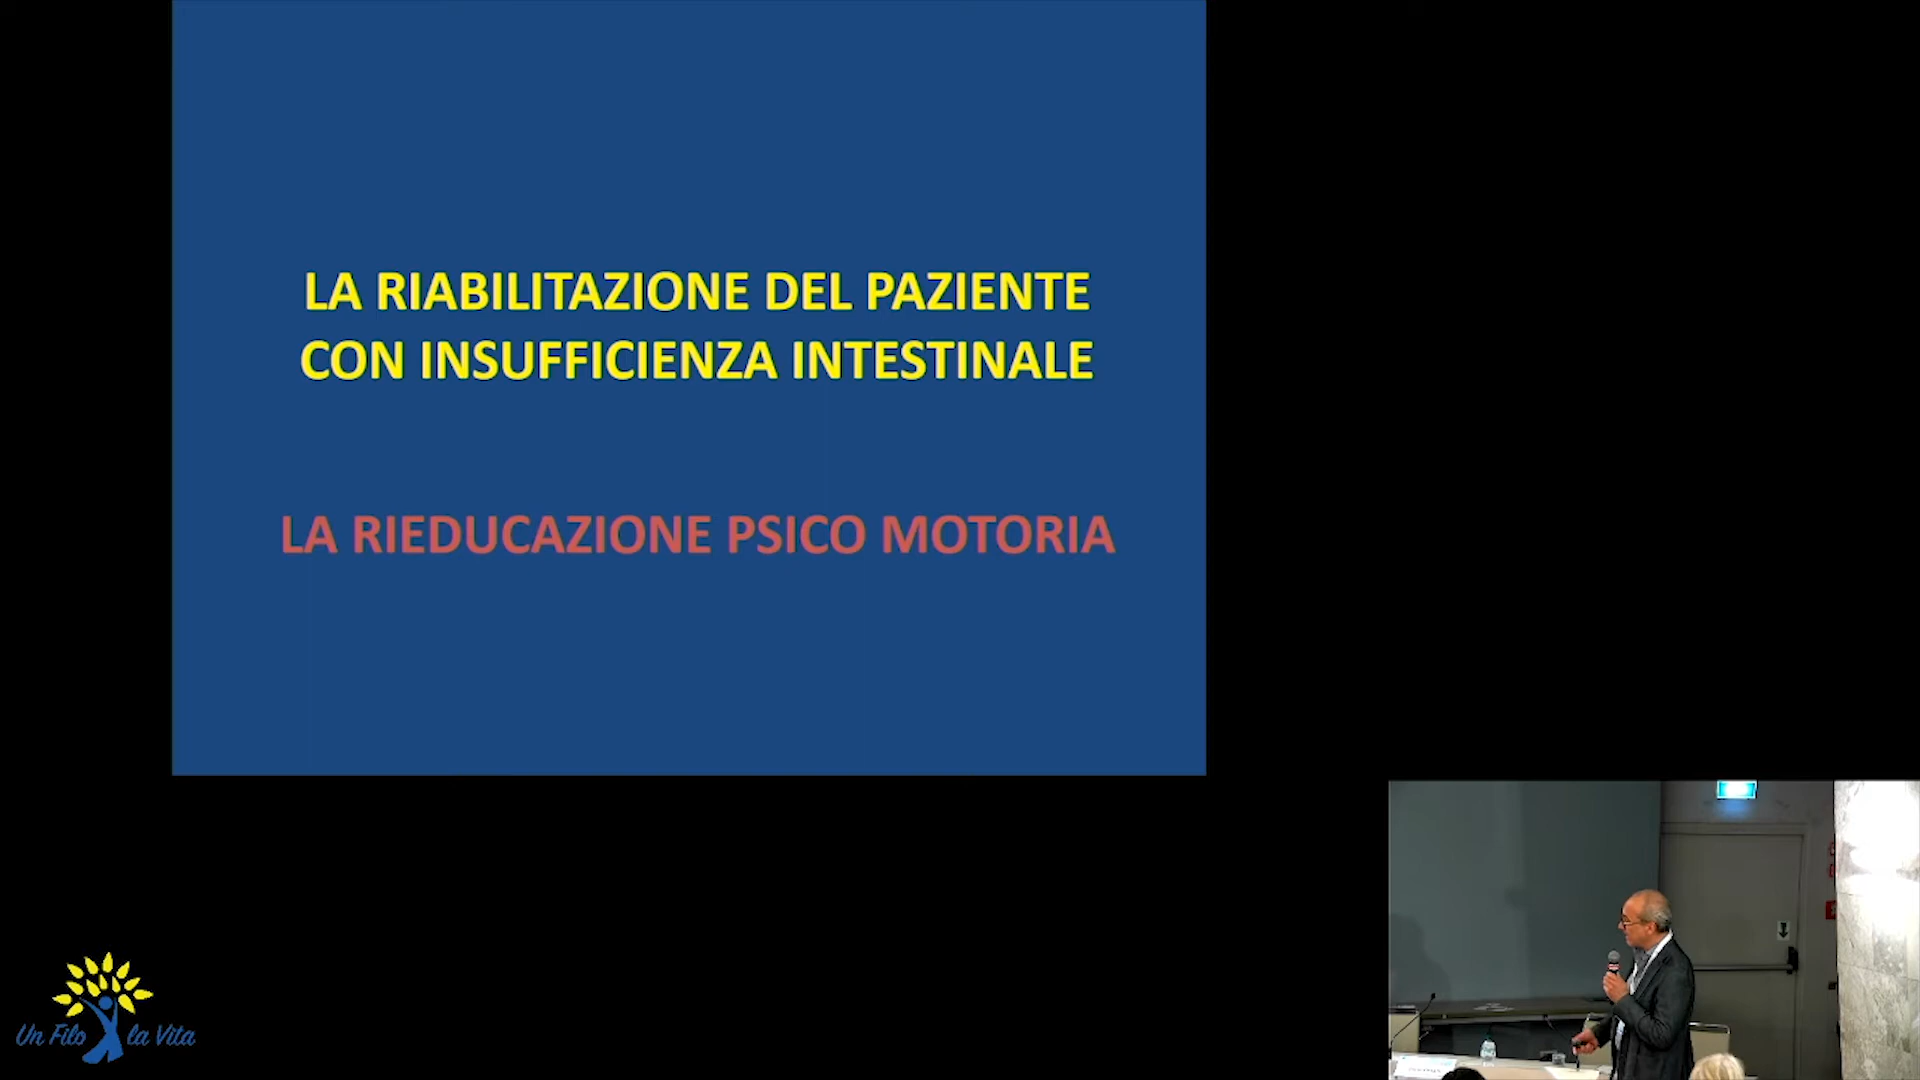 LA RIABILITAZIONE DEL PAZIENTE
CON INSUFFICIENZA INTESTINALE
LA RIEDUCAZIONE PSICO MOTORIA
Un Filo la Vita